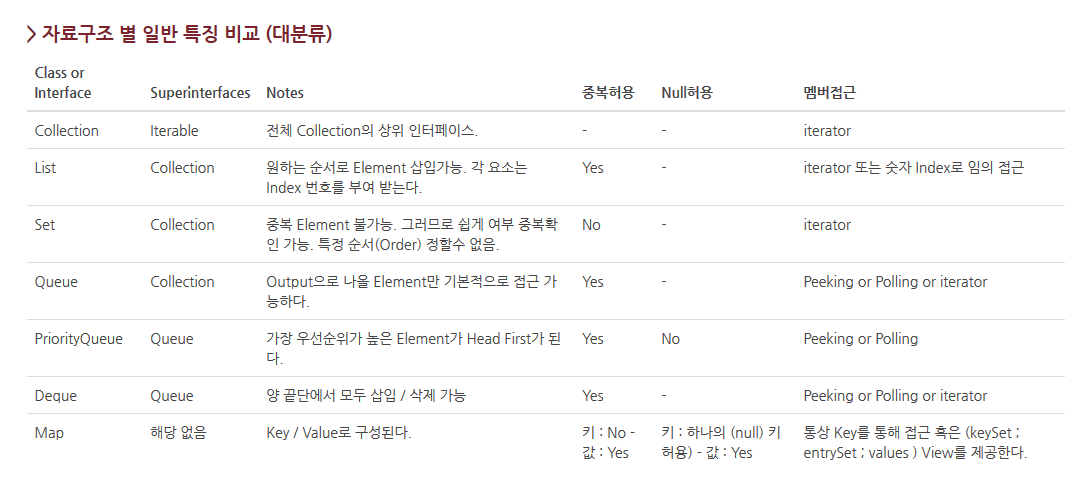 > 자료구조 별 일반 특징 비교 (대분류)
Class or
Interface Superinterfaces Notes 중복허용 Null허용 멤버접근
Collection Iterable 전체 Collection의 상위 인터페이스. - - iterator
List Collection 원하는 순서로 Element 삽입가능. 각 요소는 Yes - iterator 또는 숫자 Index로 임의 접근
Index 번호를 부여 받는다.
Set Collection 중복 Element 불가능. 그러므로 쉽게 여부 중복확 No - iterator
인 가능. 특정 순서(Order) 정할수 없음.
Queue Collection Output으로 나올 Element만 기본적으로 접근 가 Yes - Peeking or Polling or iterator
능하다.
PriorityQueue Queue 가장 우선순위가 높은 Element가 Head First가 된 Yes No Peeking or Polling
다.
Deque Queue 양 끝단에서 모두 삽입 / 삭제 가능 Yes - Peeking or Polling or iterator
Map 해당 없음 Key / Value로 구성된다. 키 : No - 키 : 하나의 (null) 키 통상 Key를 통해 접근 혹은 (keySet ;
값 : Yes 허용) - 값 : Yes entrySet ; values ) View를 제공한다.